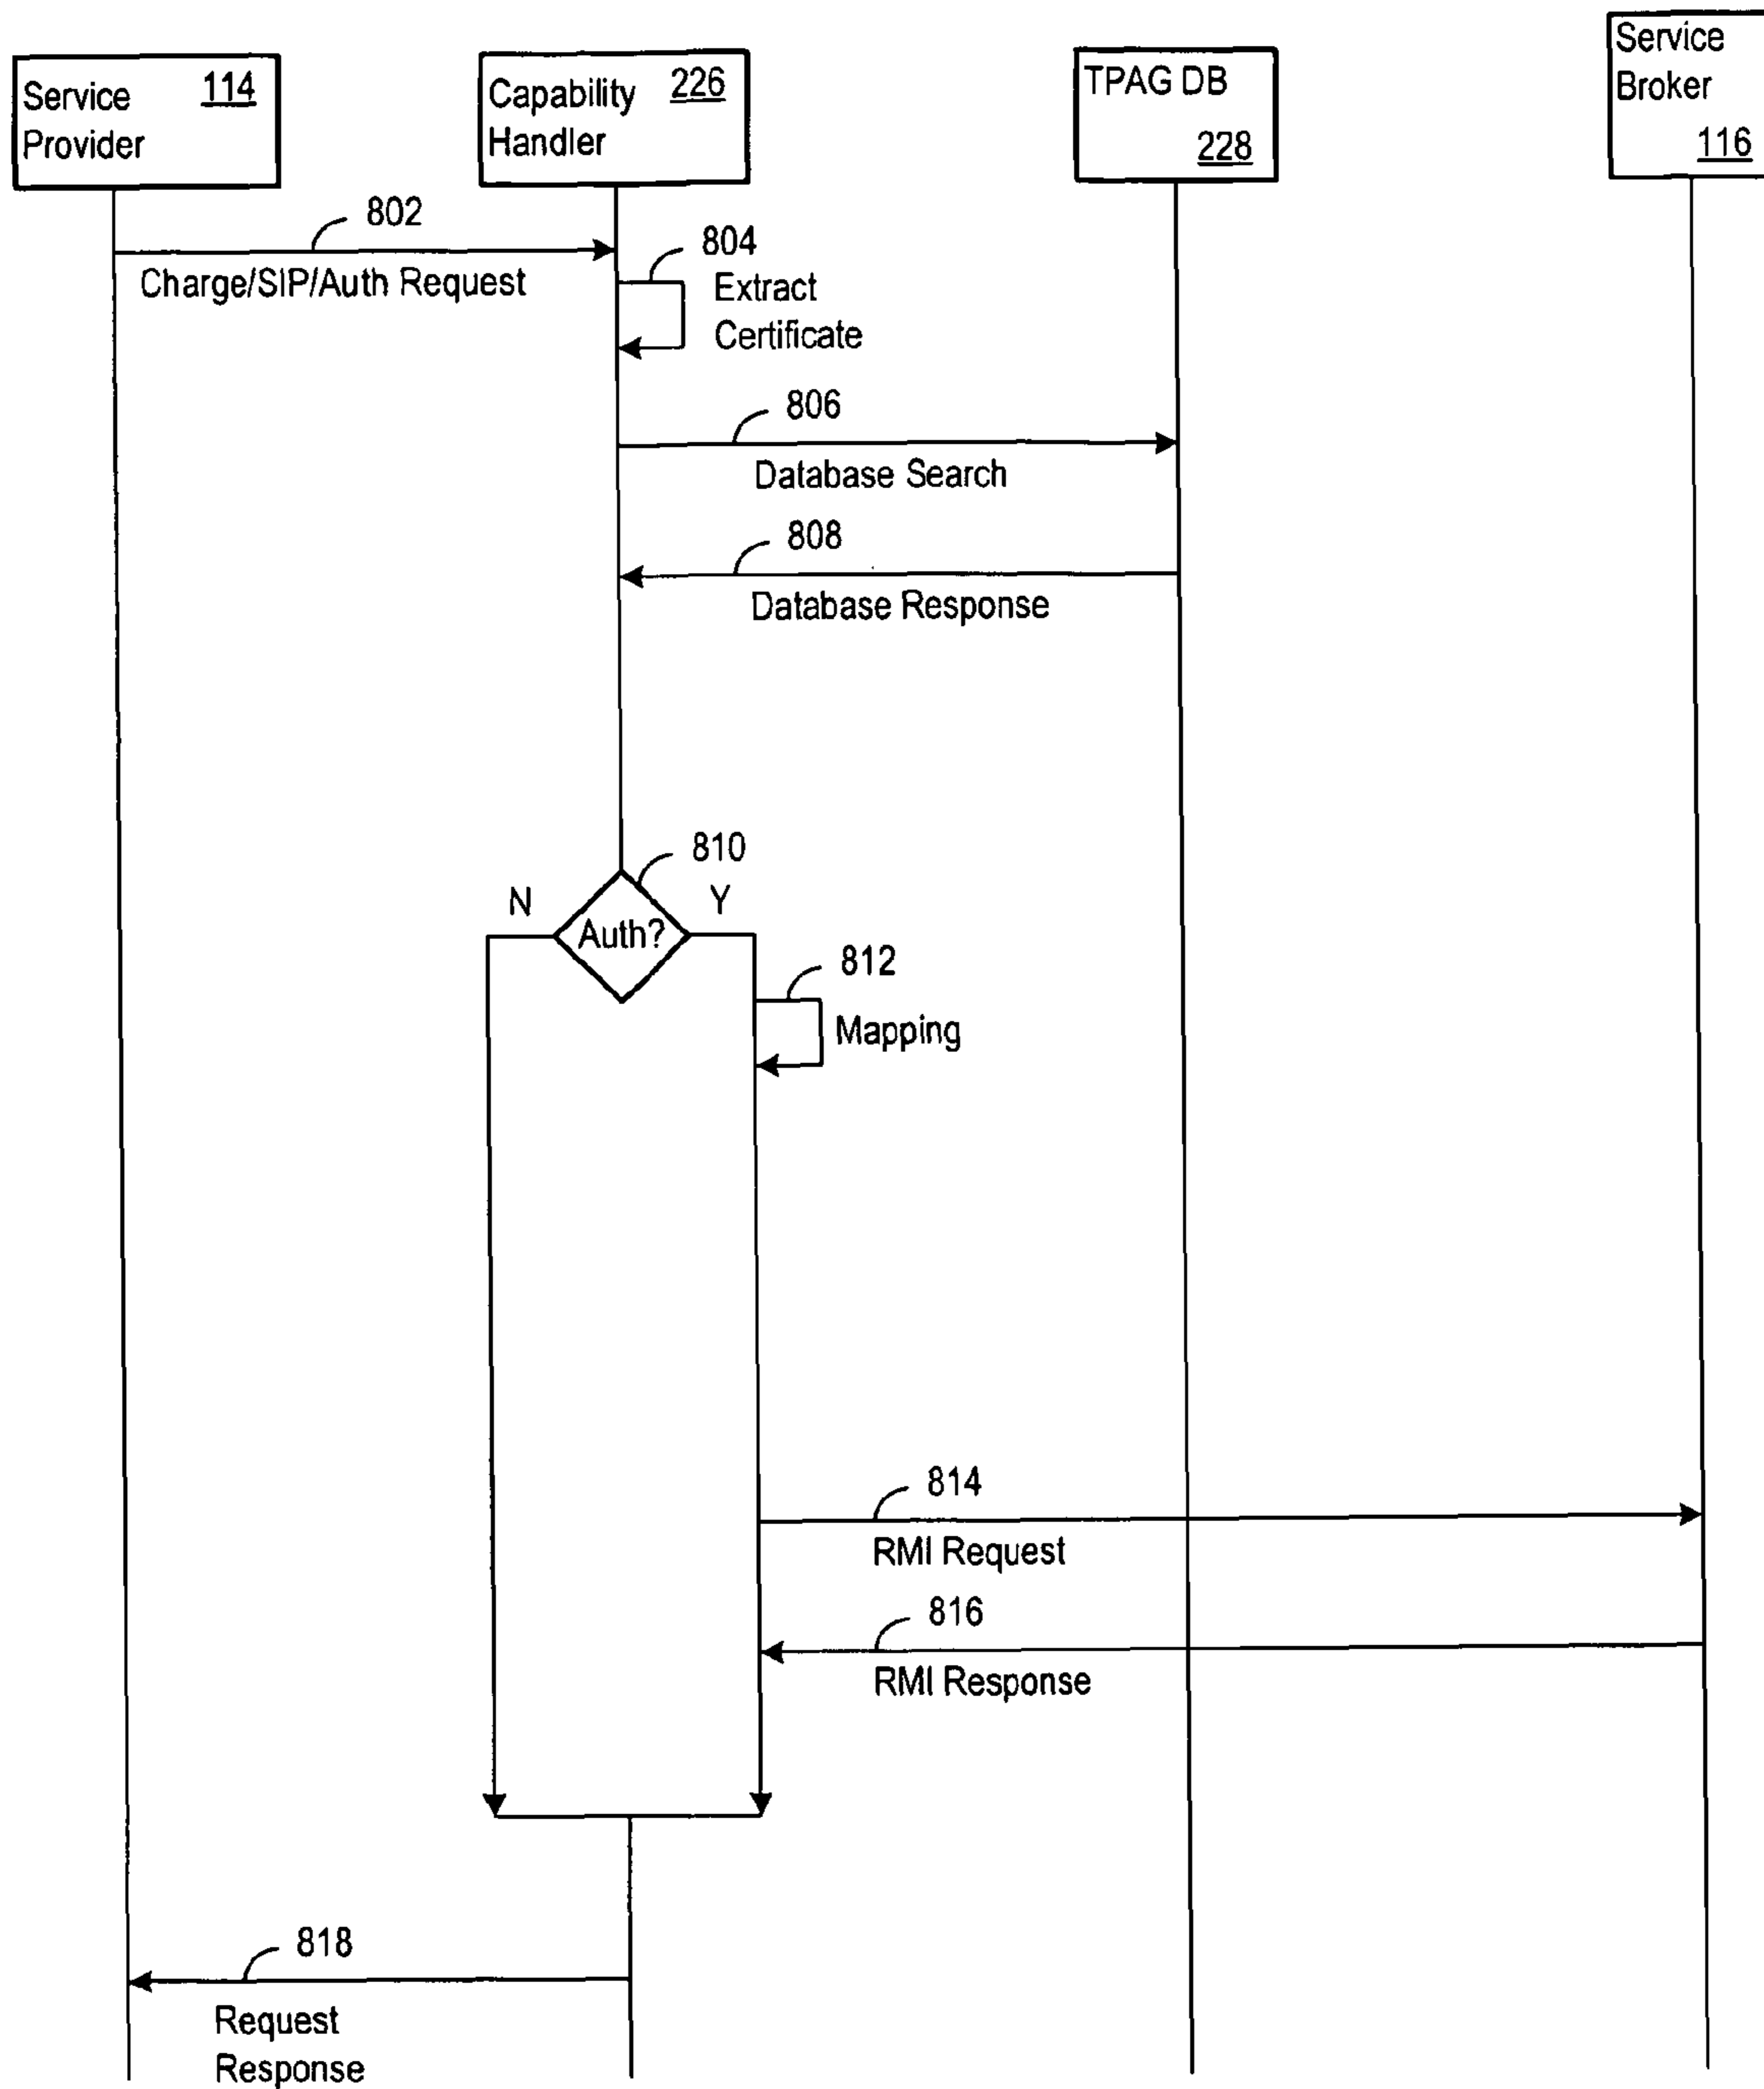 Service 114
Provider
Capability 226
Handler
TPAG DB
228
Service
Broker
116
802
Charge/SIP/Auth Request
804
Extract
Certificate
806
Database Search
808
Database Response
810
N
Y
Auth?
812
Mapping
814
RMI Request
816
RMI Response
818
Request
Response